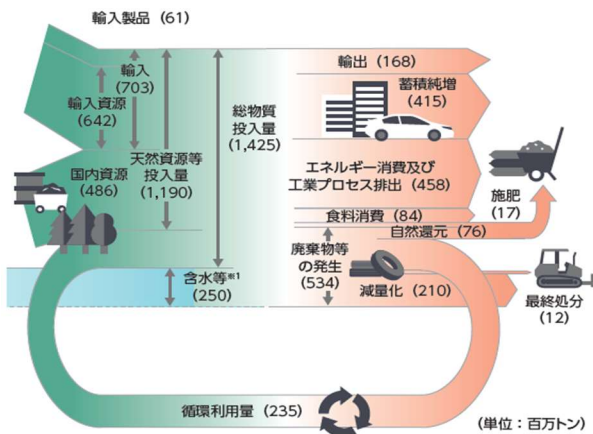 輸入製品 (61)
輸入
(703)
輸入資源
(642)
国内資源
(486)
天然資源等
投入量
(1,190)
総物質
投入量
(1,425)
含水等※1
(250)
輸出 (168)
蓄積純増
(415)
エネルギー消費及び
工業プロセス排出 (458)
食料消費 (84)
自然還元 (76)
施肥
(17)
廃棄物等
の発生
(534)
減量化 (210)
最終処分
(12)
循環利用量 (235)
(単位:百万トン)